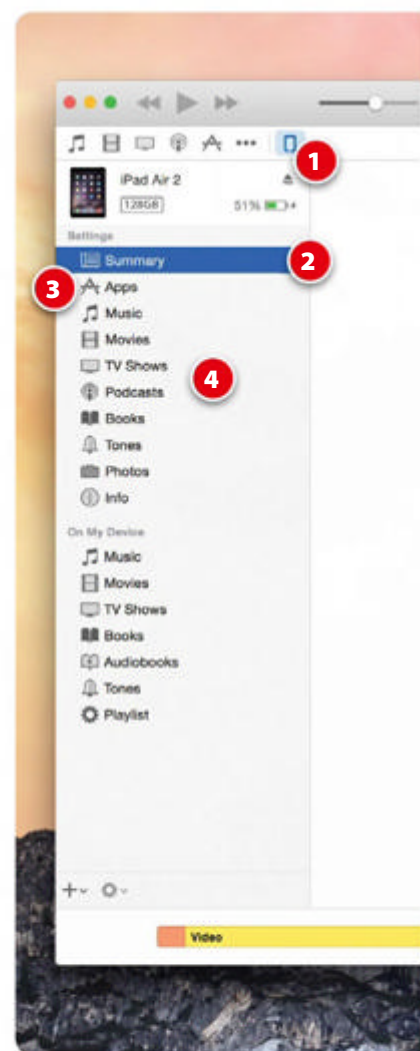 1
iPad Air 2
128GB
51%
Settings
Summary
2
3
Apps
Music
Movies
TV Shows
4
Podcasts
Books
Tones
Photos
Info
On My Device
Music
Movies
TV Shows
Books
Audiobooks
Tones
Playlist
Video